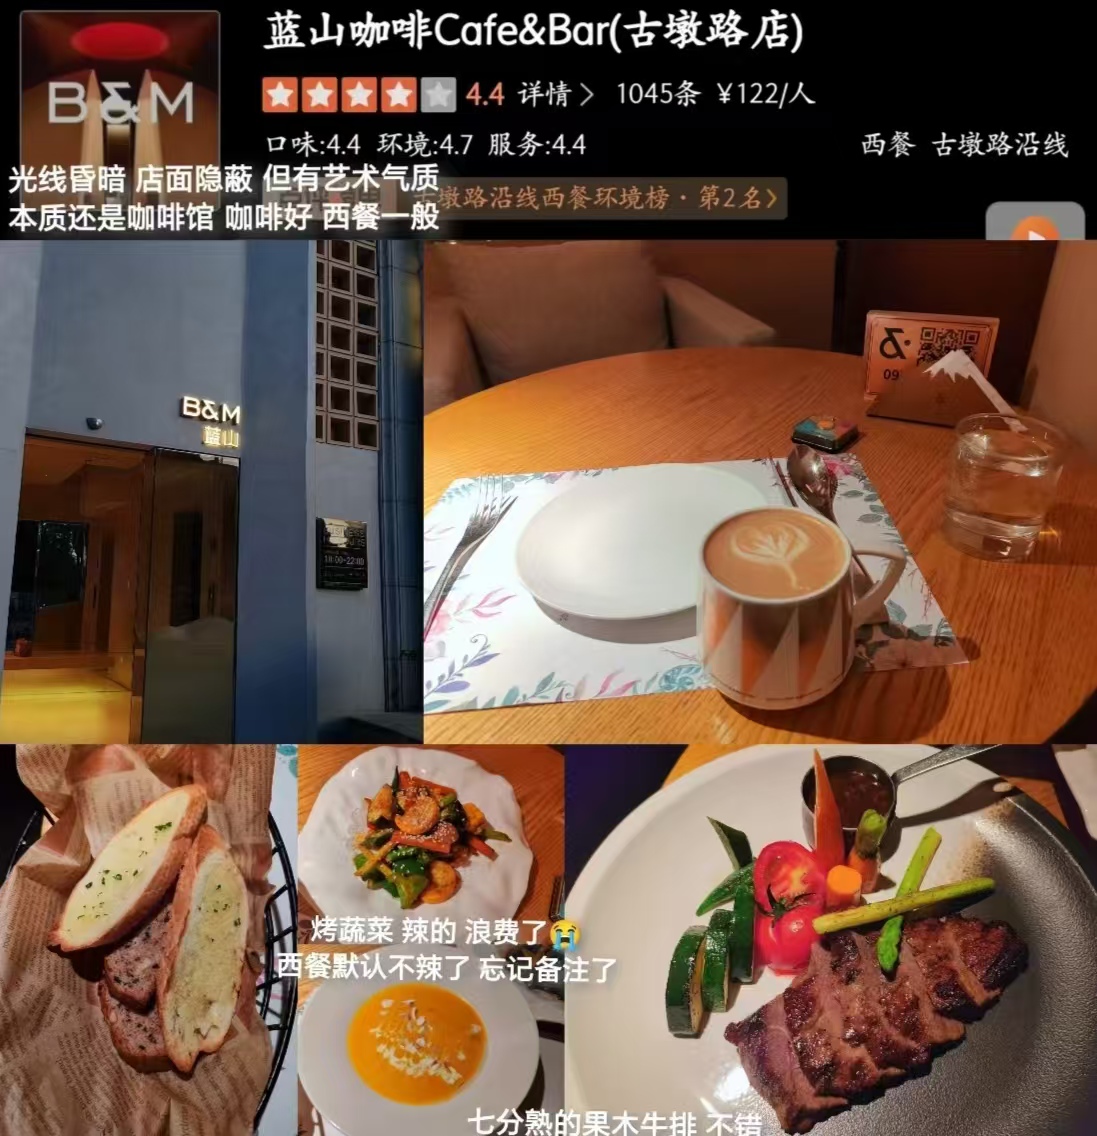 蓝山咖啡Cafe&Bar(古墩路店)
B&M
4.4 详情 1045条 ¥122/人
口味:4.4 环境:4.7 服务:4.4
西餐 古墩路沿线
光线昏暗 店面隐蔽 但有艺术气质
墩路沿线西餐环境榜·第2名
本质还是咖啡馆 咖啡好 西餐一般
B&M
蓝山
18:00-22:00
&
09
烤蔬菜 辣的 浪费了😭
西餐默认不辣了 忘记备注了
七分熟的果木牛排 不错